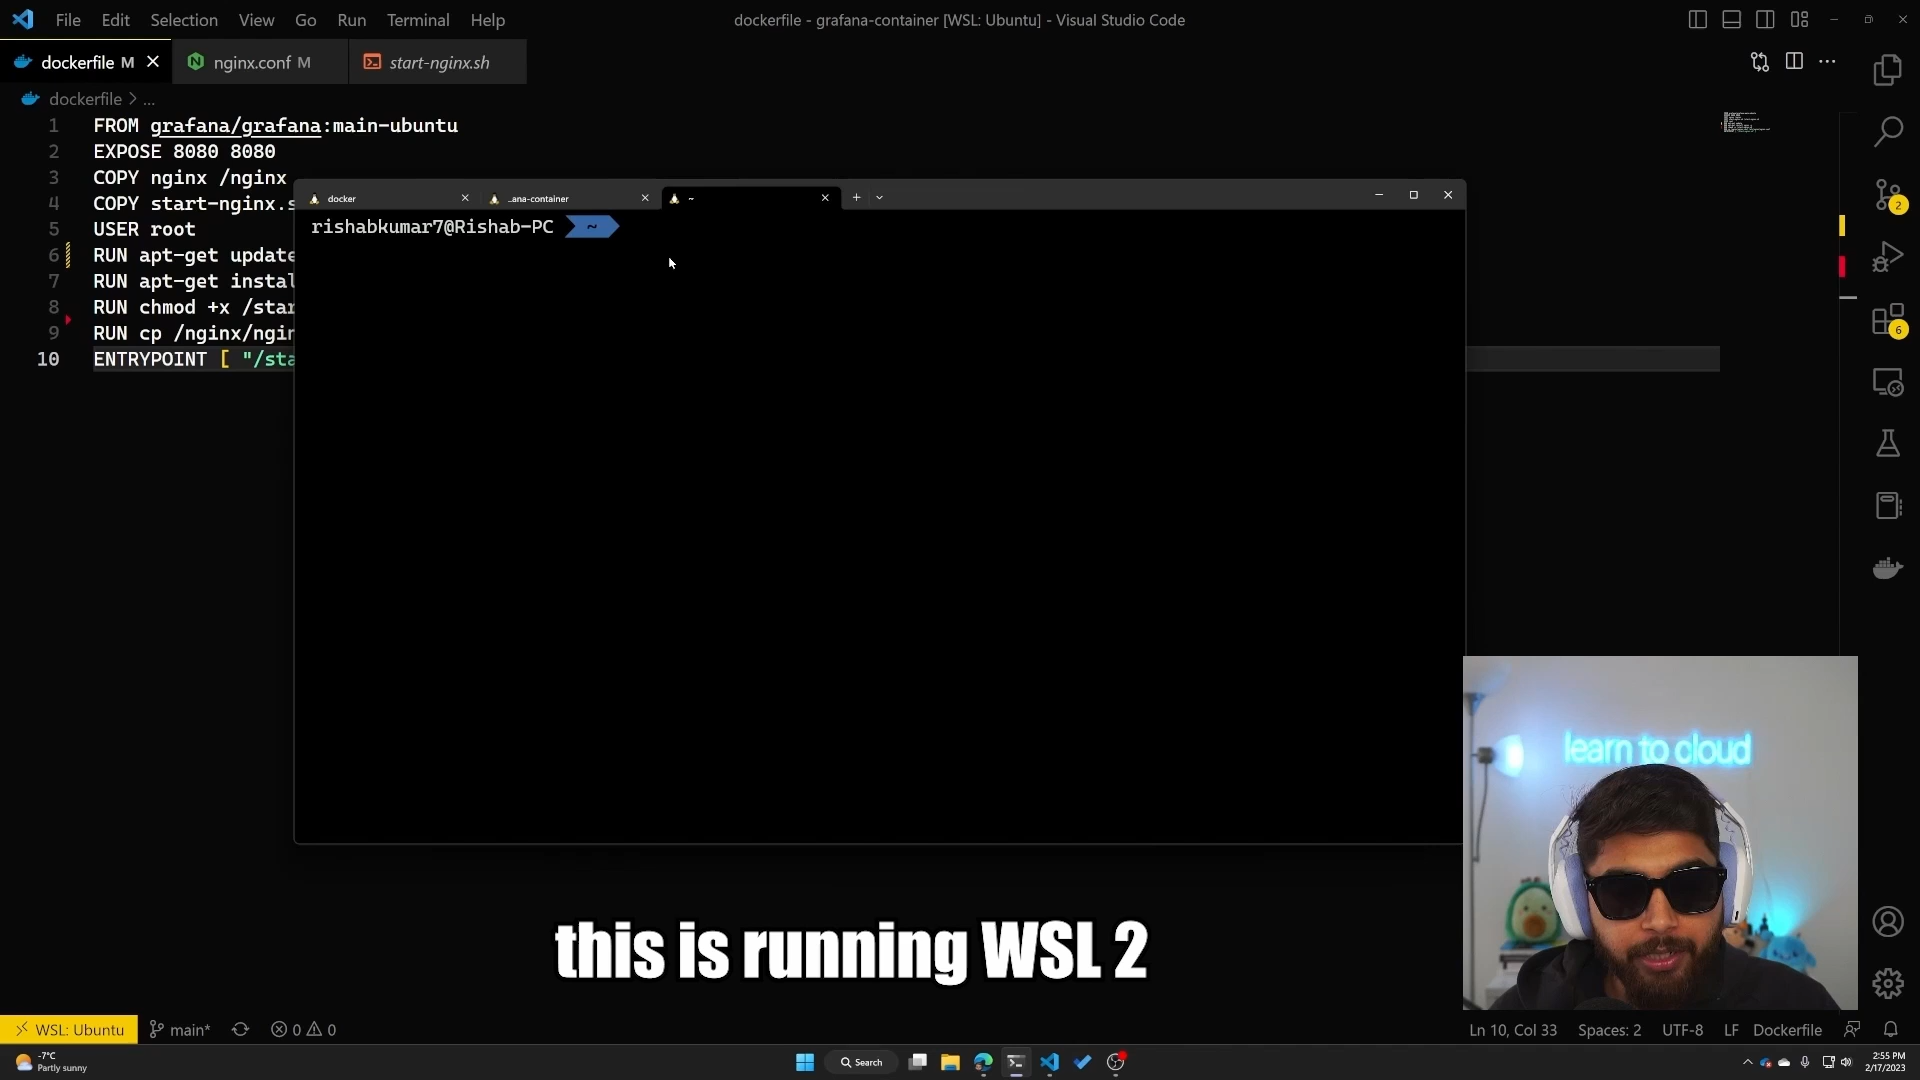 File Edit Selection View Go Run Terminal Help
dockerfile - grafana-container [WSL: Ubuntu] - Visual Studio Code
dockerfile M
nginx.conf M
start-nginx.sh
dockerfile > ...
1 FROM grafana/grafana:main-ubuntu
2 EXPOSE 8080 8080
3 COPY nginx /nginx
4 COPY start-nginx.s
5 USER root
6 RUN apt-get update
7 RUN apt-get instal
8 RUN chmod +x /star
9 RUN cp /nginx/ngin
10 ENTRYPOINT [ "/sta
docker
_ana-container
~
rishabkumar7@Rishab-PC ~
2
6
learn to cloud
this is running WSL 2
WSL: Ubuntu
main*
0 0
Ln 10, Col 33
Spaces: 2
UTF-8
LF
Dockerfile
-7°C
Partly sunny
Search
2:55 PM
2/17/2023